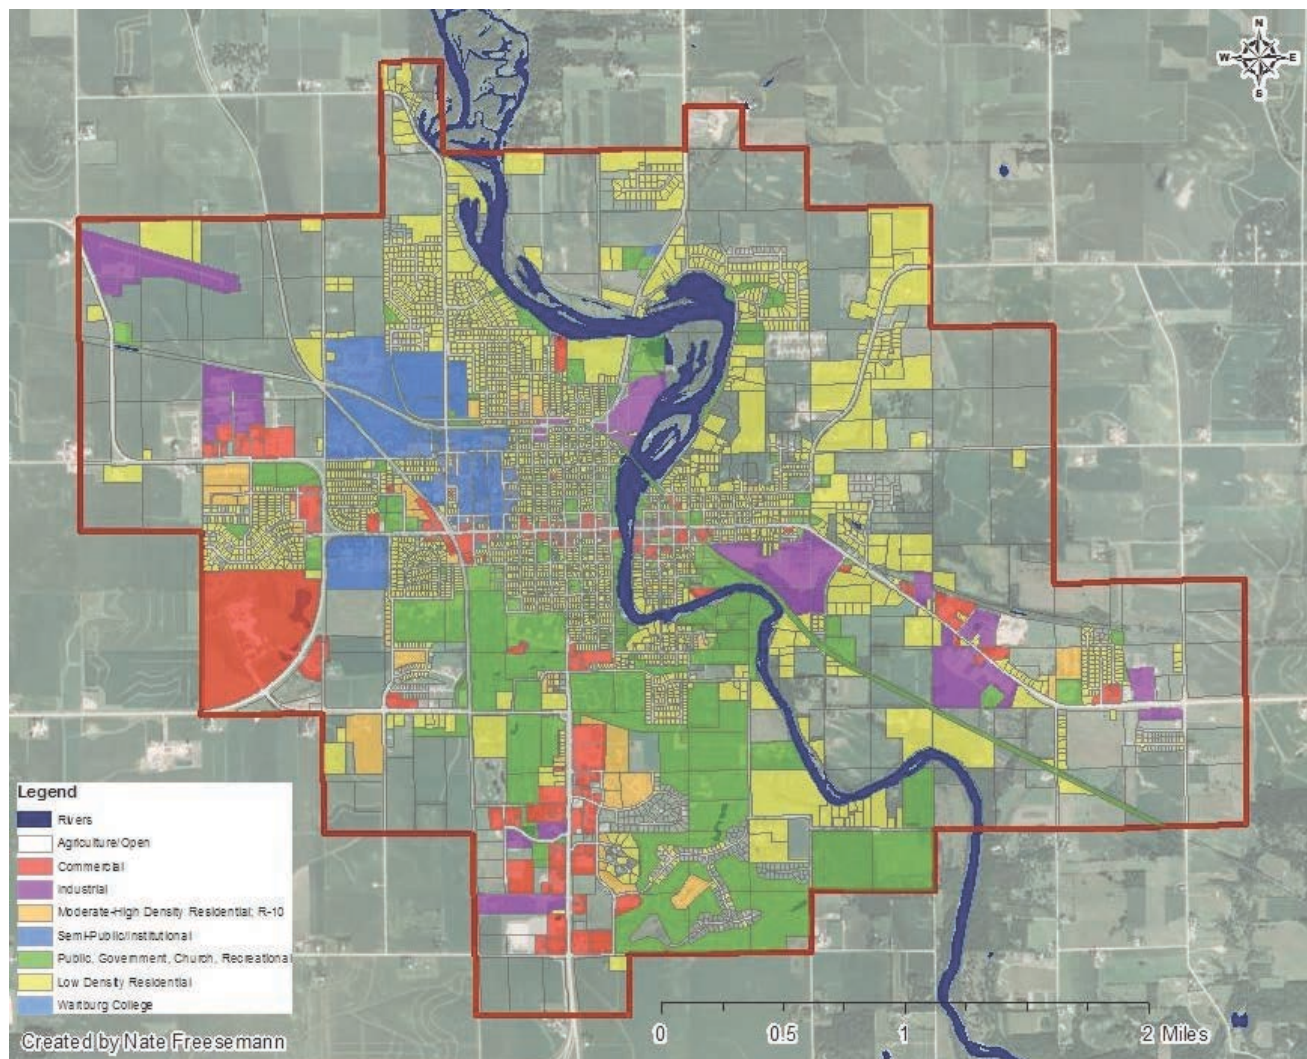 N
W E
S
Legend
Rivers
Agriculture/Open
Commercial
Industrial
Moderate-High Density Residential; R-10
Semi-Public/Institutional
Public, Government, Church, Recreational
Low Density Residential
Wartburg College
Created by Nate Freesemann
0 0.5 1 2 Miles